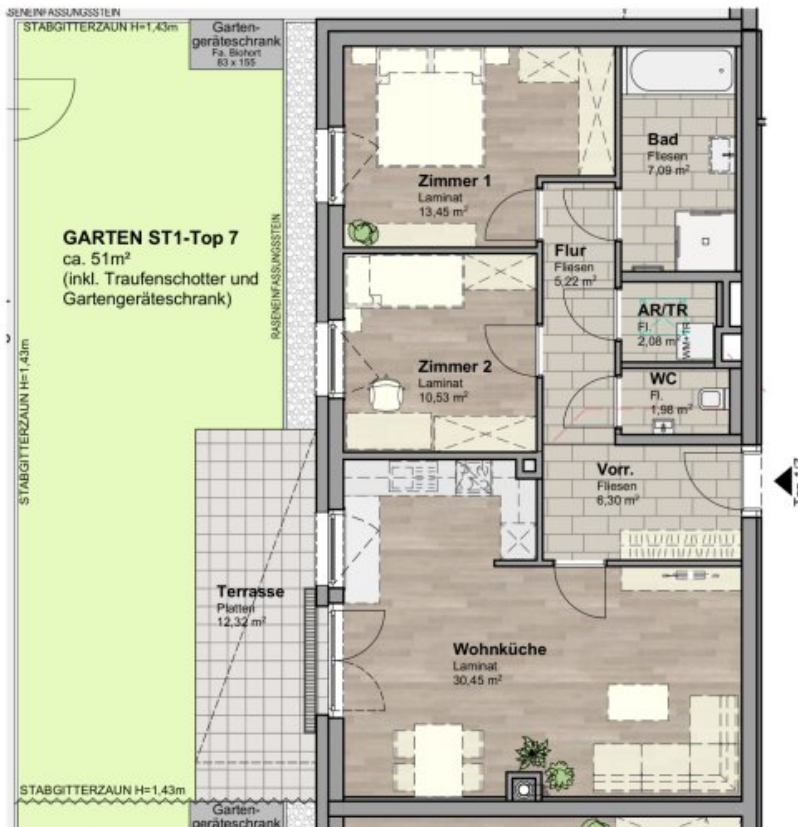 STABGITTERZAUN H=1,43m
Garten-
geräteschrank
Fa. Biohort
83 x 155
Zimmer 1
Laminat
13,45 m²
Bad
Fliesen
7,09 m²
GARTEN ST1-Top 7
ca. 51m²
(inkl. Traufenschotter und
Gartengeräteschrank)
RASENEINFASSUNGSSTEIN
Flur
Fliesen
5,22 m²
AR/TR
Fl.
2,08 m²
WM+TR
Zimmer 2
Laminat
10,53 m²
WC
Fl.
1,98 m²
STABGITTERZAUN H=1,43m
Vorr.
Fliesen
6,30 m²
Terrasse
Platten
12,32 m²
Wohnküche
Laminat
30,45 m²
STABGITTERZAUN H=1,43m
Garten-
geräteschrank